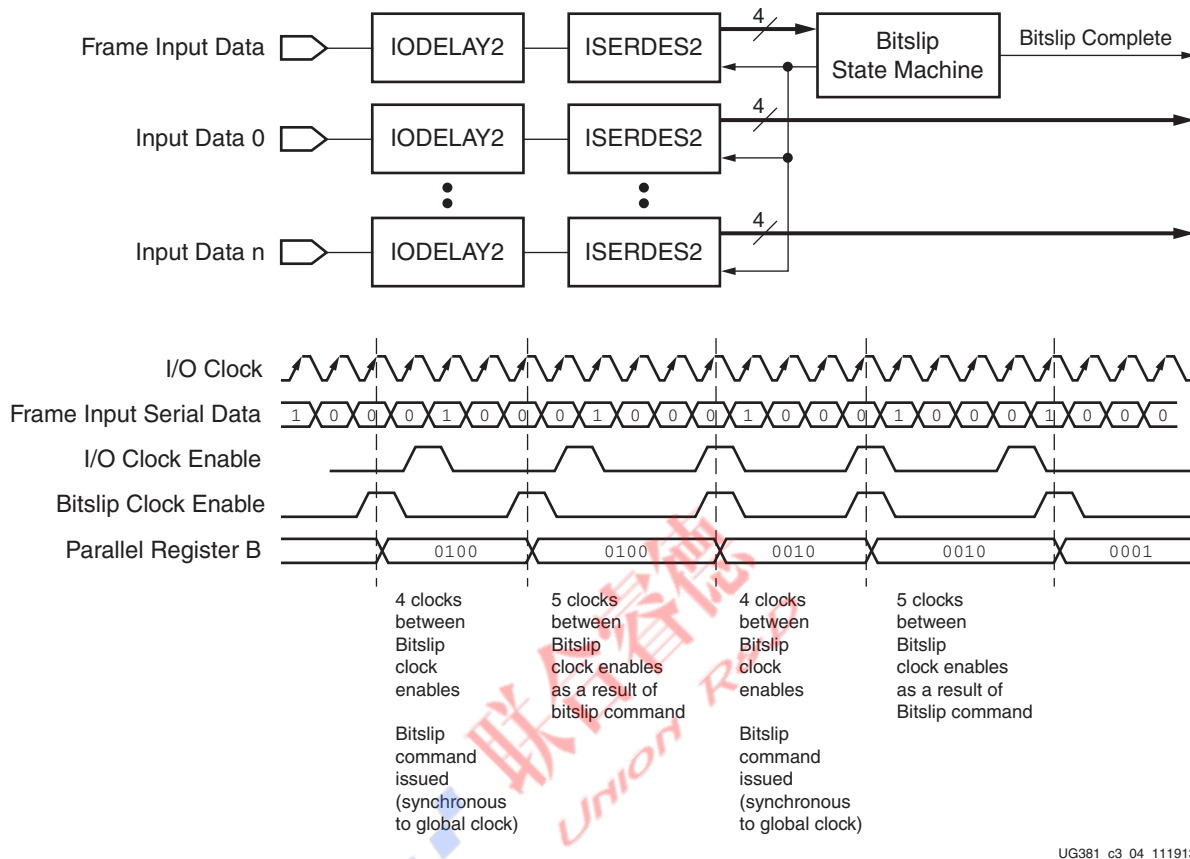 Frame Input Data
IODELAY2
ISERDES2
4
Bitslip
State Machine
Bitslip Complete
Input Data 0
IODELAY2
ISERDES2
4
Input Data n
IODELAY2
ISERDES2
4
I/O Clock
Frame Input Serial Data
1 0 0 0 1 0 0 0 1 0 0 0 1 0 0 0 1 0 0 0 1 0 0 0
I/O Clock Enable
Bitslip Clock Enable
Parallel Register B
0100 0100 0010 0010 0001
4 clocks
between
Bitslip
clock
enables
Bitslip
command
issued
(synchronous
to global clock)
5 clocks
between
Bitslip
clock enables
as a result of
bitslip command
4 clocks
between
Bitslip
clock
enables
Bitslip
command
issued
(synchronous
to global clock)
5 clocks
between
Bitslip
clock enables
as a result of
Bitslip command
联合睿德
UNION R&D
UG381_c3_04_111913